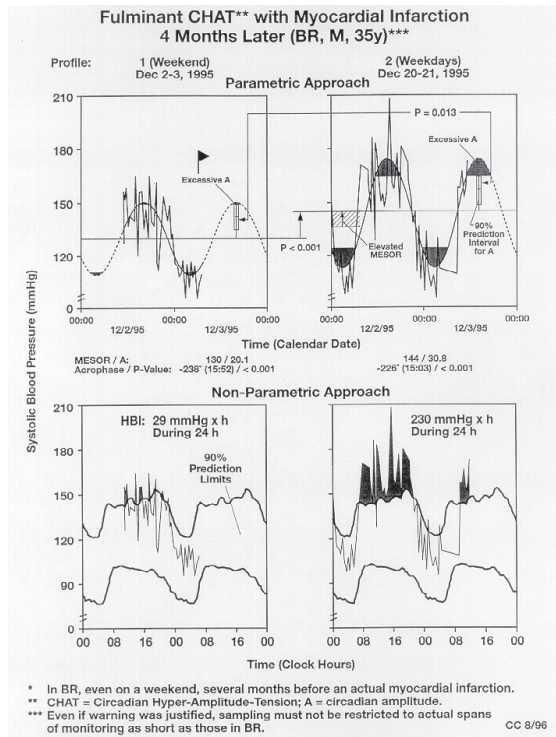 Fulminant CHAT** with Myocardial Infarction
4 Months Later (BR, M, 35y)***
Profile: 1 (Weekend) 2 (Weekdays)
Dec 2-3, 1995 Dec 20-21, 1995
Parametric Approach
210
180
150
120
0
Excessive A
P = 0.013
Excessive A
P < 0.001
Elevated
MESOR
90%
Prediction
Interval
for A
00:00 00:00 00:00 00:00 00:00 00:00
12/2/95 12/3/95 12/2/95 12/3/95
Time (Calendar Date)
MESOR / A: 130 / 20.1 144 / 30.8
Acrophase / P-Value: -238° (15:52) / < 0.001 -226° (15:03) / < 0.001
Systolic Blood Pressure (mmHg)
Non-Parametric Approach
210
180
150
120
90
0
HBI: 29 mmHg x h
During 24 h
90%
Prediction
Limits
230 mmHg x h
During 24 h
00 08 16 00 08 16 00 00 08 16 00 08 16 00
Time (Clock Hours)
* In BR, even on a weekend, several months before an actual myocardial infarction.
** CHAT = Circadian Hyper-Amplitude-Tension; A = circadian amplitude.
*** Even if warning was justified, sampling must not be restricted to actual spans
of monitoring as short as those in BR.
CC 8/96